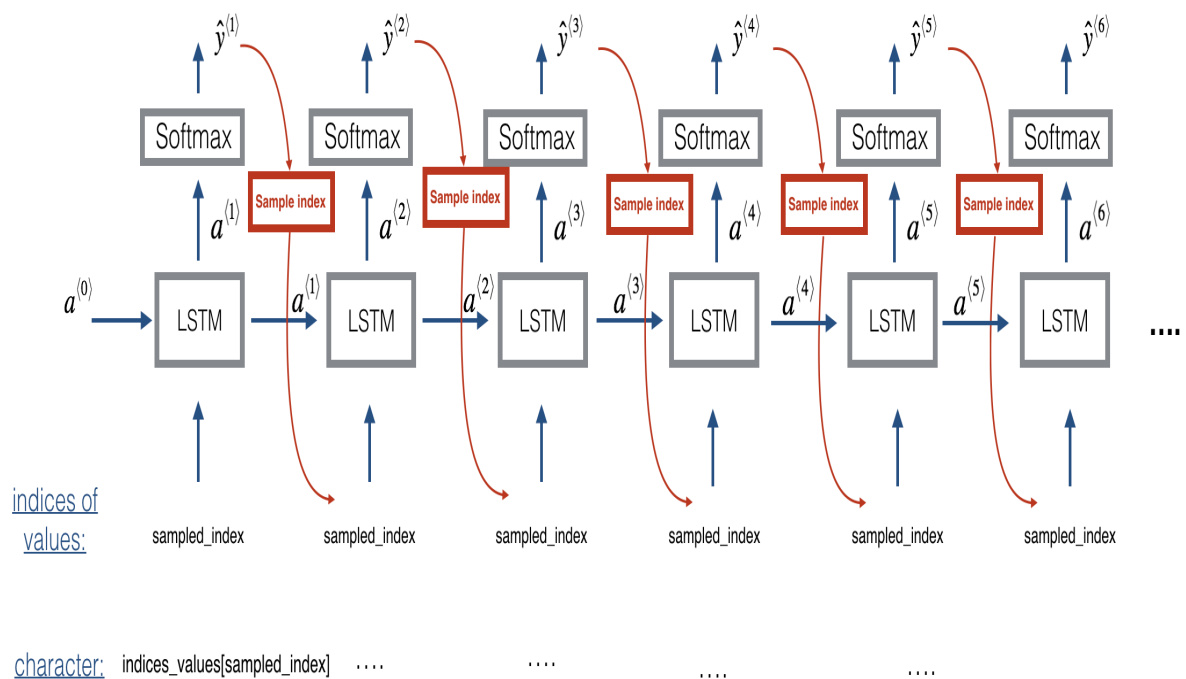 ŷ⟨1⟩ ŷ⟨2⟩ ŷ⟨3⟩ ŷ⟨4⟩ ŷ⟨5⟩ ŷ⟨6⟩
Softmax Softmax Softmax Softmax Softmax Softmax
Sample index Sample index Sample index Sample index Sample index
a⟨1⟩ a⟨2⟩ a⟨3⟩ a⟨4⟩ a⟨5⟩ a⟨6⟩
a⟨0⟩ a⟨1⟩ a⟨2⟩ a⟨3⟩ a⟨4⟩ a⟨5⟩
LSTM LSTM LSTM LSTM LSTM LSTM ....
indices of
values: sampled_index sampled_index sampled_index sampled_index sampled_index sampled_index
character: indices_values[sampled_index] .... .... .... ....